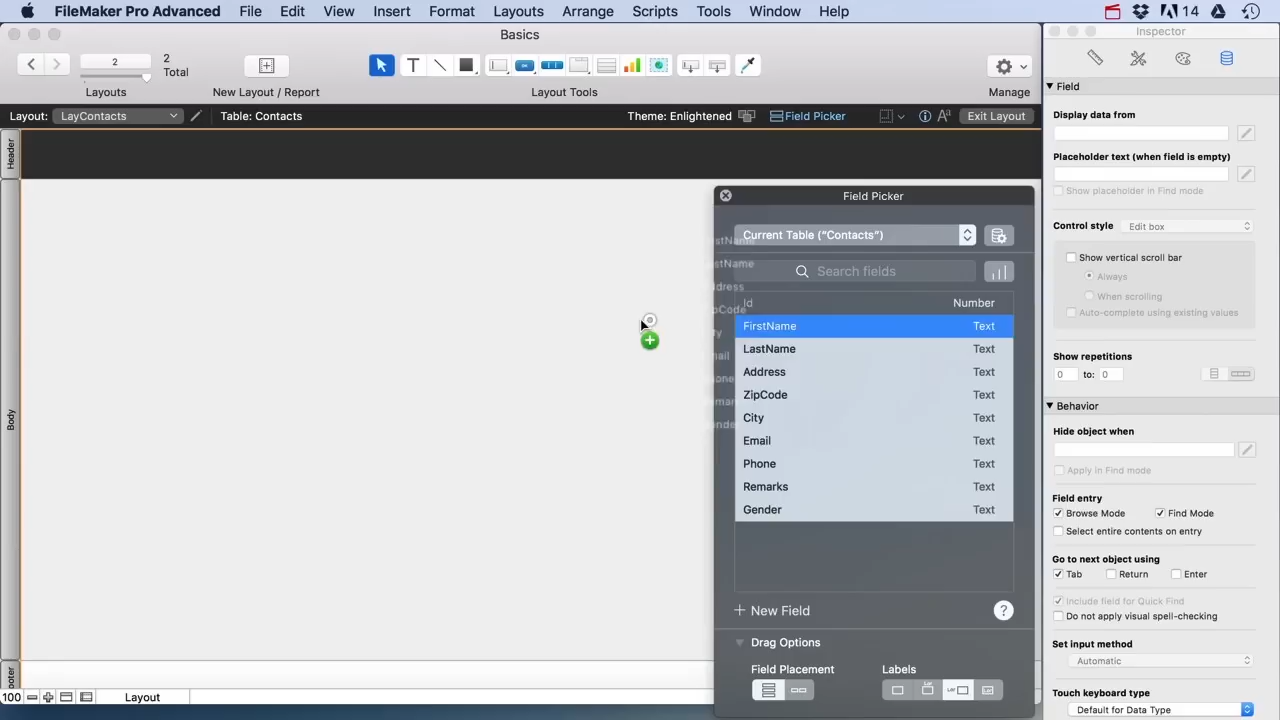 FileMaker Pro Advanced File Edit View Insert Format Layouts Arrange Scripts Tools Window Help 14
Basics
Inspector
2
2
Total
Layouts
New Layout / Report
Layout Tools
Manage
Layout: LayContacts Table: Contacts Theme: Enlightened Field Picker Exit Layout
Header
Body
Field
Display data from
Placeholder text (when field is empty)
Show placeholder in Find mode
Control style Edit box
Show vertical scroll bar
Always
When scrolling
Auto-complete using existing values
Show repetitions
0 to: 0
Behavior
Hide object when
Apply in Find mode
Field entry
Browse Mode Find Mode
Select entire contents on entry
Go to next object using
Tab Return Enter
Include field for Quick Find
Do not apply visual spell-checking
Set input method
Automatic
Touch keyboard type
Default for Data Type
Field Picker
Current Table ("Contacts")
Search fields
Id Number
FirstName Text
LastName Text
Address Text
ZipCode Text
City Text
Email Text
Phone Text
Remarks Text
Gender Text
+ New Field ?
Drag Options
Field Placement Labels
100 Layout